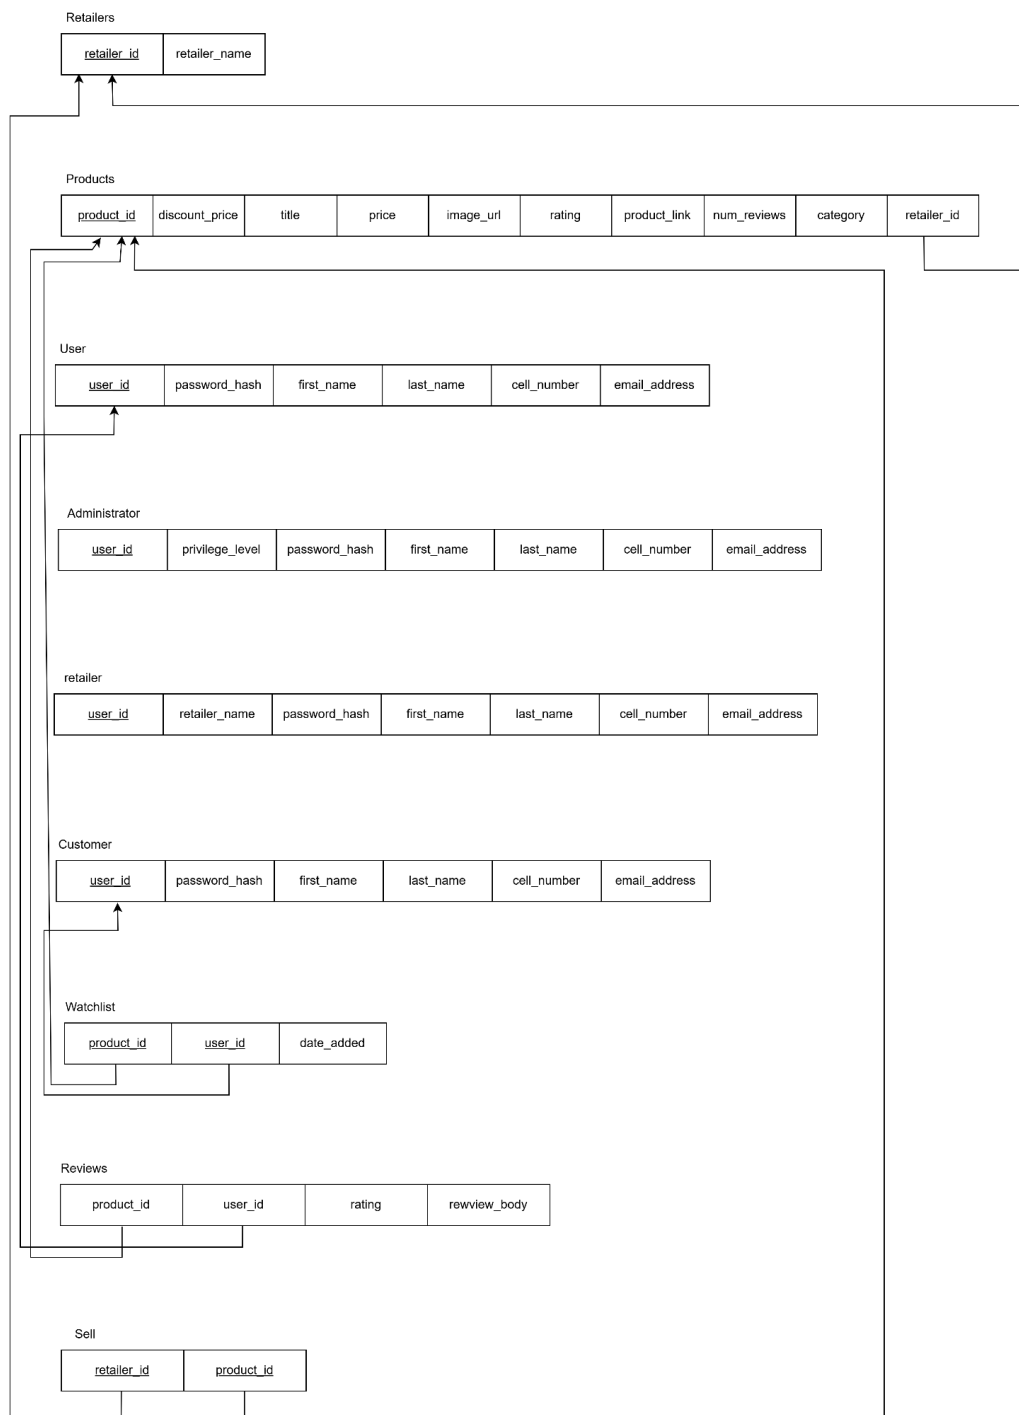 Retailers
retailer_id retailer_name
Products
product_id discount_price title price image_url rating product_link num_reviews category retailer_id
User
user_id password_hash first_name last_name cell_number email_address
Administrator
user_id privilege_level password_hash first_name last_name cell_number email_address
retailer
user_id retailer_name password_hash first_name last_name cell_number email_address
Customer
user_id password_hash first_name last_name cell_number email_address
Watchlist
product_id user_id date_added
Reviews
product_id user_id rating rewview_body
Sell
retailer_id product_id